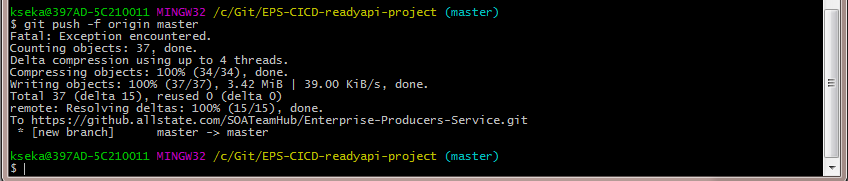 kseka@397AD-5C210011 MINGW32 /c/Git/EPS-CICD-readyapi-project (master)
$ git push -f origin master
Fatal: Exception encountered.
Counting objects: 37, done.
Delta compression using up to 4 threads.
Compressing objects: 100% (34/34), done.
Writing objects: 100% (37/37), 3.42 MiB | 39.00 KiB/s, done.
Total 37 (delta 15), reused 0 (delta 0)
remote: Resolving deltas: 100% (15/15), done.
To https://github.allstate.com/SOATeamHub/Enterprise-Producers-Service.git
 * [new branch]      master -> master
kseka@397AD-5C210011 MINGW32 /c/Git/EPS-CICD-readyapi-project (master)
$